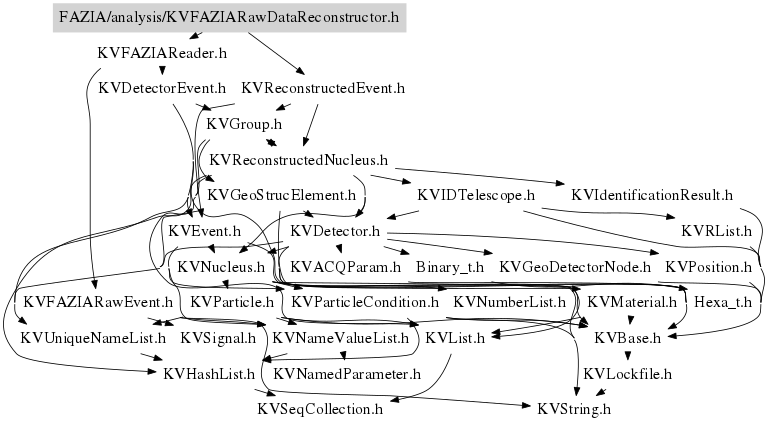 FAZIA/analysis/KVFAZIARawDataReconstructor.h
KVFAZIAReader.h
KVDetectorEvent.h KVReconstructedEvent.h
KVGroup.h
KVReconstructedNucleus.h
KVGeoStrucElement.h KVIDTelescope.h KVIdentificationResult.h
KVEvent.h KVDetector.h KVRList.h
KVNucleus.h KVACQParam.h Binary_t.h KVGeoDetectorNode.h KVPosition.h
KVFAZIARawEvent.h KVParticle.h KVParticleCondition.h KVNumberList.h KVMaterial.h Hexa_t.h
KVUniqueNameList.h KVSignal.h KVNameValueList.h KVList.h KVBase.h
KVHashList.h KVNamedParameter.h KVLockfile.h
KVSeqCollection.h KVString.h